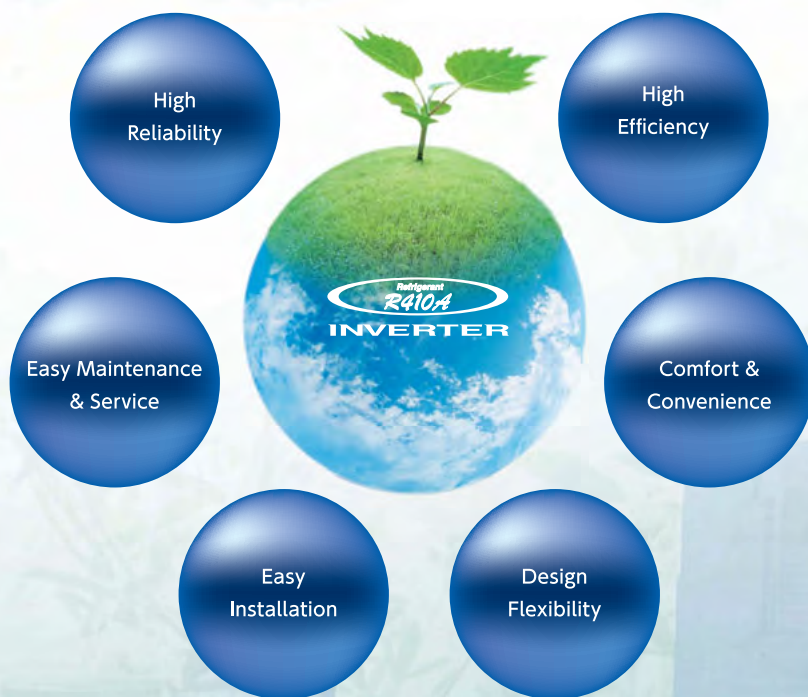 High
Reliability
High
Efficiency
Refrigerant
R410A
INVERTER
Easy Maintenance
& Service
Comfort &
Convenience
Easy
Installation
Design
Flexibility